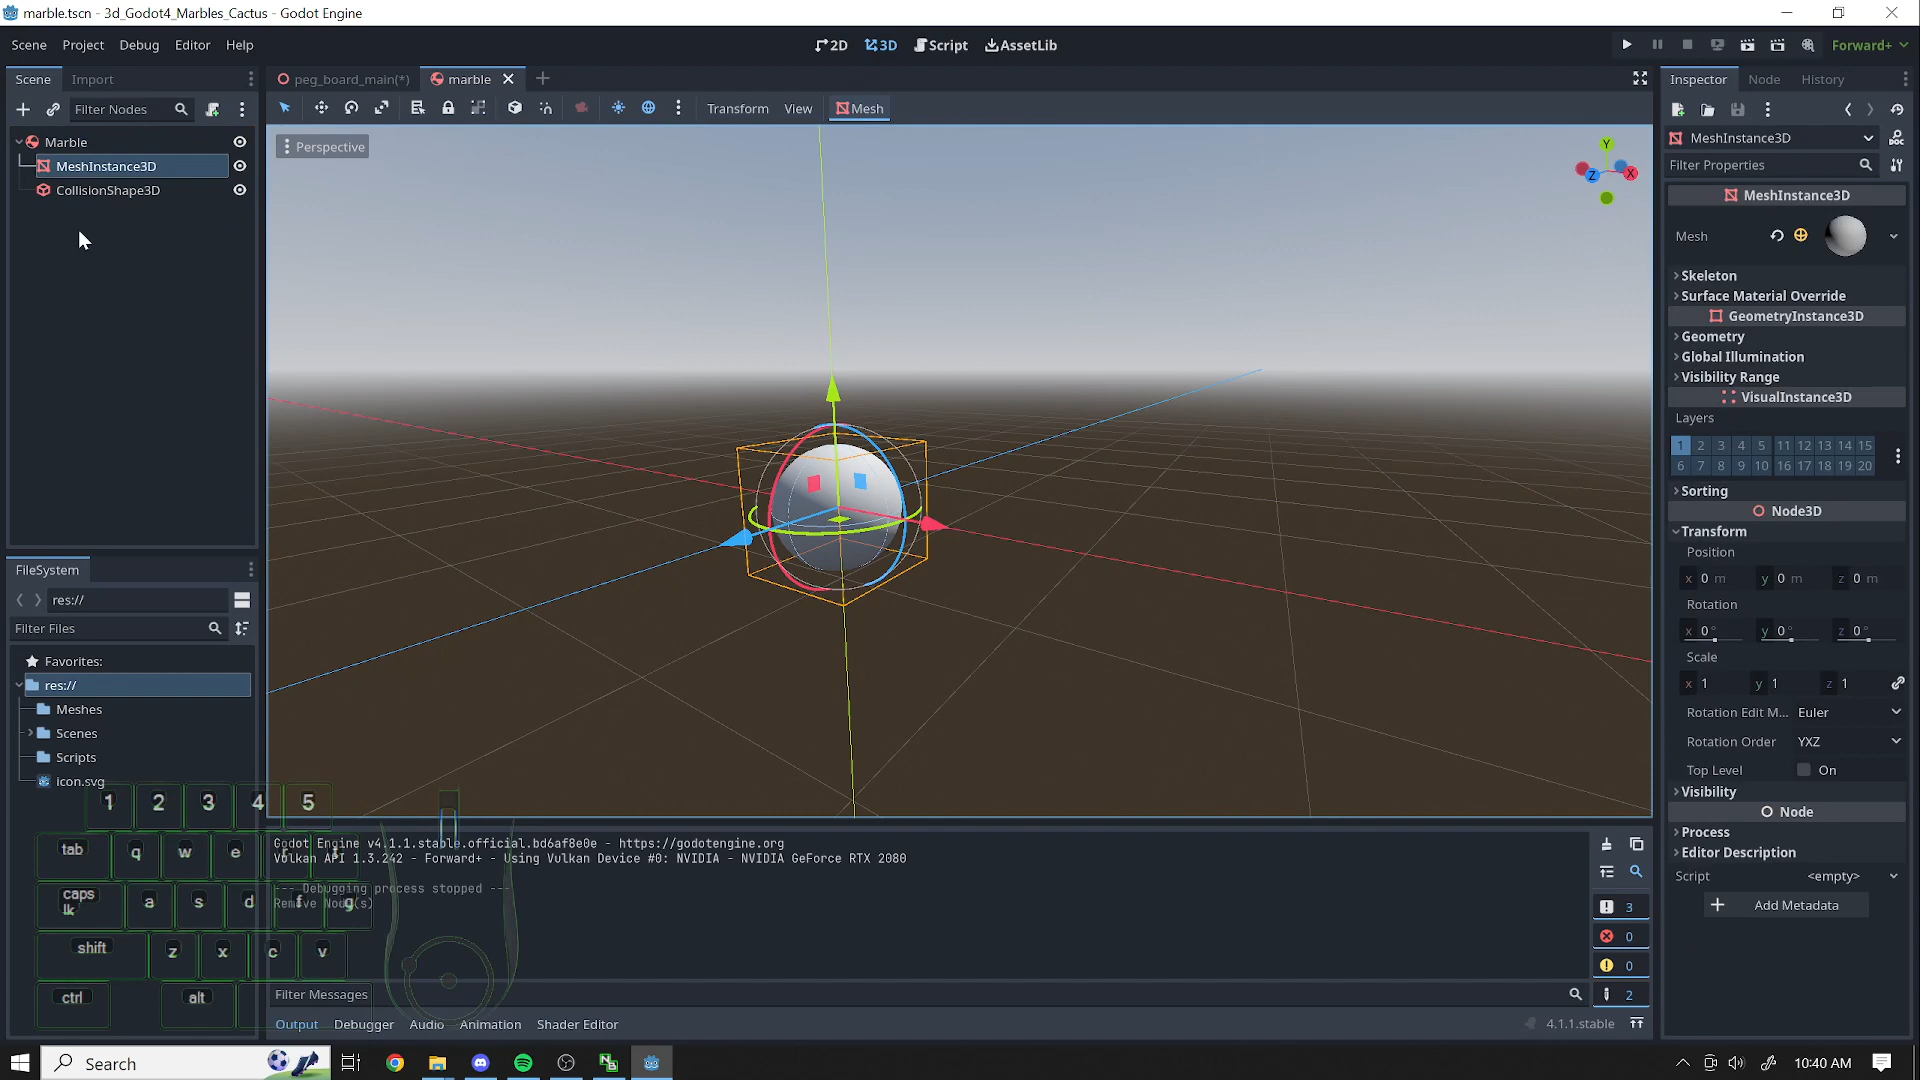 marble.tscn - 3d_Godot4_Marbles_Cactus - Godot Engine
Scene Project Debug Editor Help
2D 3D Script AssetLib
Forward+
Scene Import
peg_board_main(*) marble
Inspector Node History
Filter Nodes
Transform View Mesh
Marble
MeshInstance3D
CollisionShape3D
Perspective
Y
Z X
MeshInstance3D
Filter Properties
MeshInstance3D
Mesh
Skeleton
Surface Material Override
GeometryInstance3D
Geometry
Global Illumination
Visibility Range
VisualInstance3D
Layers
1 2 3 4 5 11 12 13 14 15
6 7 8 9 10 16 17 18 19 20
Sorting
Node3D
Transform
Position
x 0 m y 0 m z 0 m
Rotation
x 0° y 0° z 0°
Scale
x 1 y 1 z 1
Rotation Edit M... Euler
Rotation Order YXZ
Top Level On
Visibility
Node
Process
Editor Description
Script <empty>
Add Metadata
FileSystem
res://
Filter Files
Favorites:
res://
Meshes
Scenes
Scripts
icon.svg
1 2 3 4 5
tab q w e r
caps lk a s d f g
shift z x c v
ctrl alt
Godot Engine v4.1.1.stable.official.bd6af8e0e - https://godotengine.org
Vulkan API 1.3.242 - Forward+ - Using Vulkan Device #0: NVIDIA - NVIDIA GeForce RTX 2080
--- Debugging process stopped ---
Remove Node(s)
3
0
0
2
Filter Messages
Output Debugger Audio Animation Shader Editor
4.1.1.stable
Search
10:40 AM